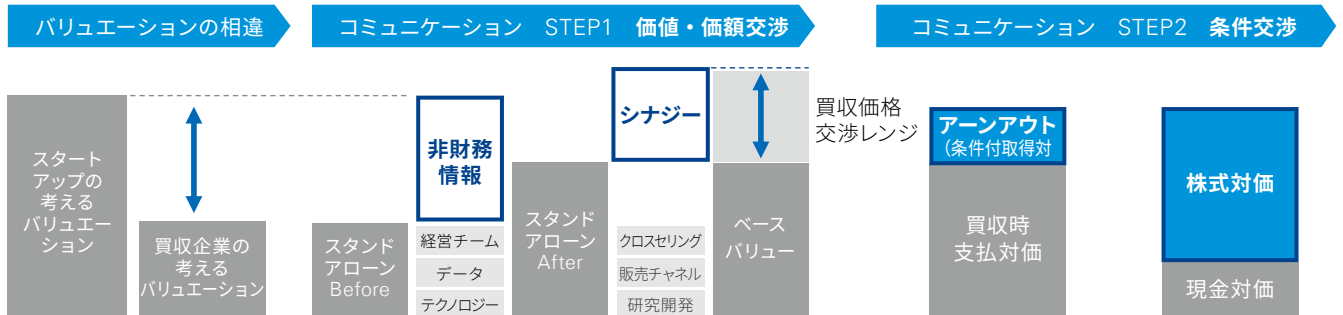 バリュエーションの相違
コミュニケーション STEP1 価値・価額交渉
コミュニケーション STEP2 条件交渉
スタート
アップの
考える
バリュエー
ション
買収企業の
考える
バリュエーション
スタンド
アローン
Before
非財務
情報
経営チーム
データ
テクノロジー
スタンド
アローン
After
シナジー
クロスセリング
販売チャネル
研究開発
ベース
バリュー
買収価格
交渉レンジ
アーンアウト
（条件付取得対
買収時
支払対価
株式対価
現金対価